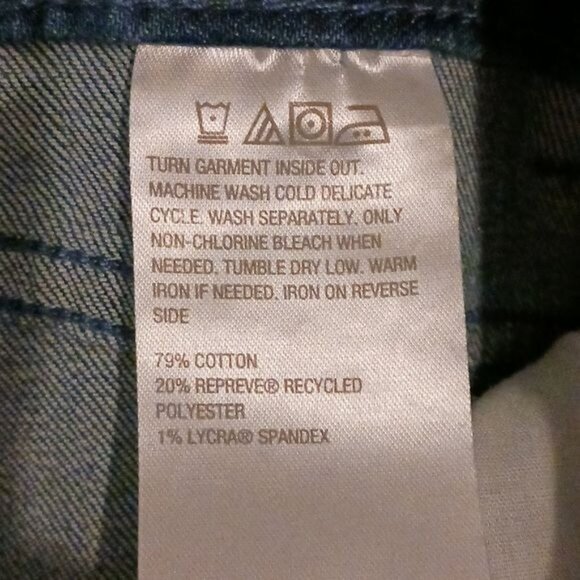 TURN GARMENT INSIDE OUT.
MACHINE WASH COLD DELICATE
CYCLE. WASH SEPARATELY. ONLY
NON-CHLORINE BLEACH WHEN
NEEDED. TUMBLE DRY LOW. WARM
IRON IF NEEDED. IRON ON REVERSE
SIDE
79% COTTON
20% REPREVE® RECYCLED
POLYESTER
1% LYCRA® SPANDEX